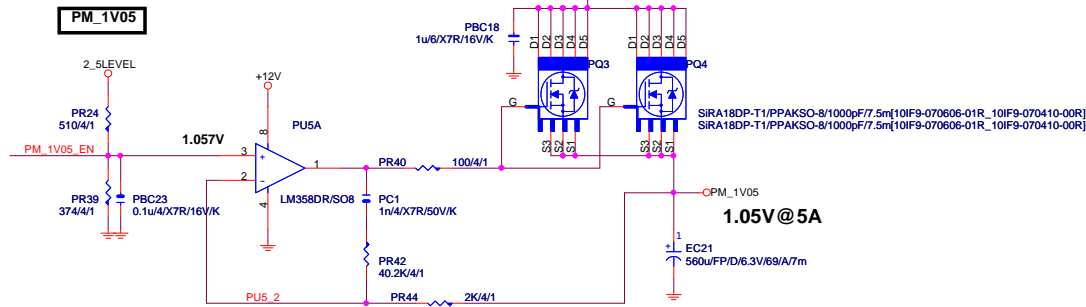 PM_1V05
PBC18
1u/6/X7R/16V/K
D1
D2
D3
D4
D5
D1
D2
D3
D4
D5
2_5LEVEL
+12V
PQ3
PQ4
PR24
510/4/1
PU5A
G
G
SiRA18DP-T1/PPAKSO-8/1000pF/7.5m[10IF9-070606-01R_10IF9-070410-00R]
SiRA18DP-T1/PPAKSO-8/1000pF/7.5m[10IF9-070606-01R_10IF9-070410-00R]
1.057V
8
S3
S2
S1
S3
S2
S1
PM_1V05_EN
3
+
1
PR40
100/4/1
2
-
PR39
374/4/1
PBC23
0.1u/4/X7R/16V/K
4
LM358DR/SO8
PC1
1n/4/X7R/50V/K
PM_1V05
1.05V@5A
1
+
EC21
560u/FP/D/6.3V/69/A/7m
PR42
40.2K/4/1
PU5_2
PR44
2K/4/1